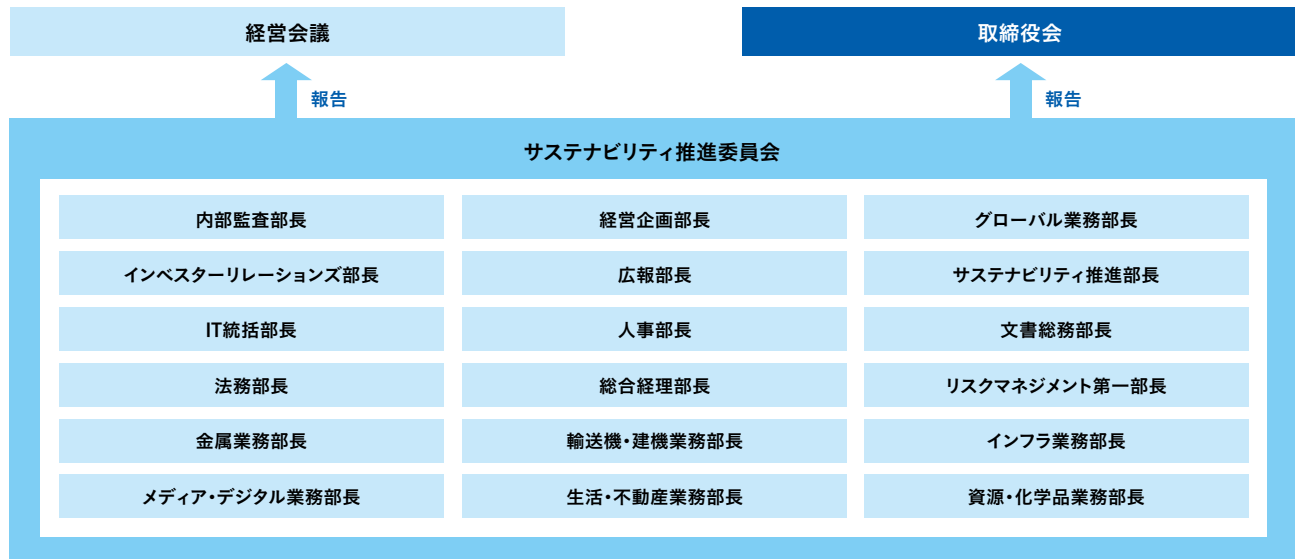 経営会議
取締役会
報告
報告
サステナビリティ推進委員会
内部監査部長
経営企画部長
グローバル業務部長
インベスターリレーションズ部長
広報部長
サステナビリティ推進部長
IT統括部長
人事部長
文書総務部長
法務部長
総合経理部長
リスクマネジメント第一部長
金属業務部長
輸送機・建機業務部長
インフラ業務部長
メディア・デジタル業務部長
生活・不動産業務部長
資源・化学品業務部長